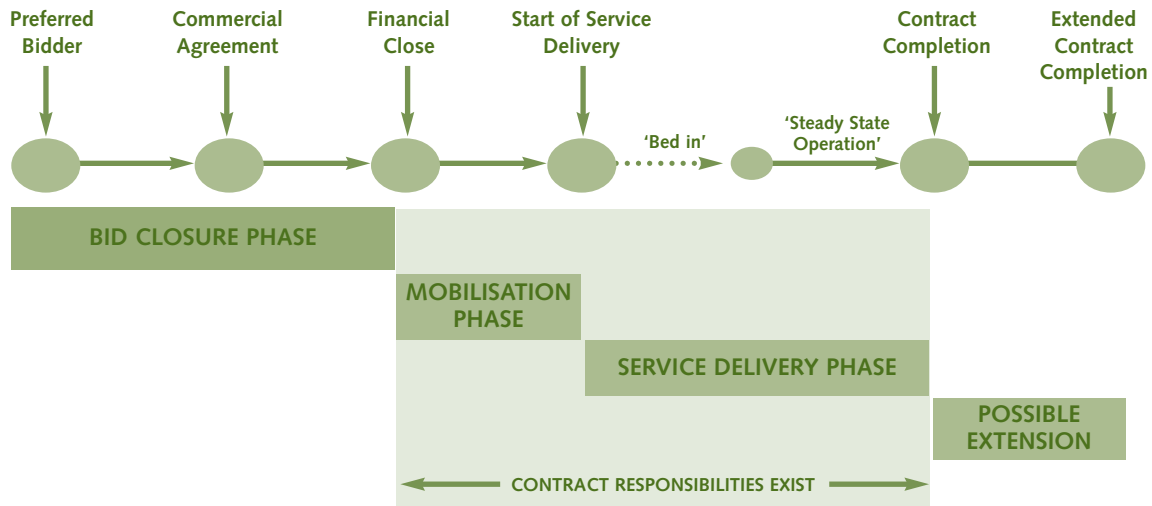 Preferred
Bidder
Commercial
Agreement
Financial
Close
Start of Service
Delivery
Contract
Completion
Extended
Contract
Completion
‘Bed in’
‘Steady State
Operation’
BID CLOSURE PHASE
MOBILISATION
PHASE
SERVICE DELIVERY PHASE
POSSIBLE
EXTENSION
CONTRACT RESPONSIBILITIES EXIST